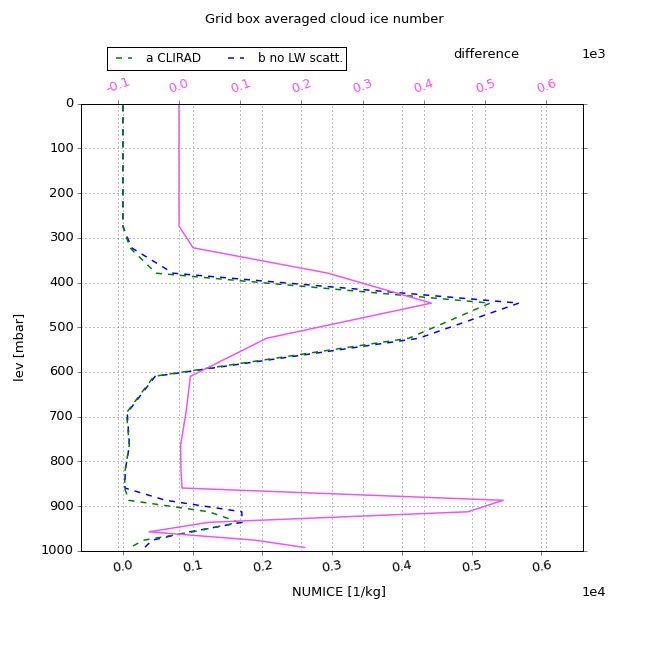 Grid box averaged cloud ice number
a CLIRAD b no LW scatt.
difference 1e3
-0.1 0.0 0.1 0.2 0.3 0.4 0.5 0.6
0
100
200
300
400
500
600
700
800
900
1000
lev [mbar]
0.0 0.1 0.2 0.3 0.4 0.5 0.6
NUMICE [1/kg] 1e4